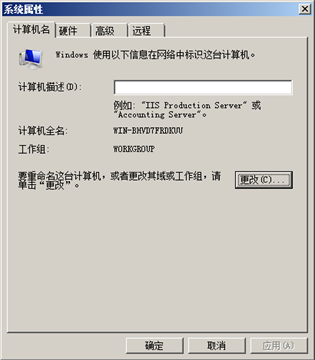 系统属性
计算机名 硬件 高级 远程
Windows 使用以下信息在网络中标识这台计算机。
计算机描述(D):
例如: "IIS Production Server" 或
"Accounting Server"。
计算机全名: WIN-BHVD7FRDKUU
工作组: WORKGROUP
要重命名这台计算机，或者更改其域或工作组，请
单击“更改”。
更改(C)...
确定 取消 应用(A)